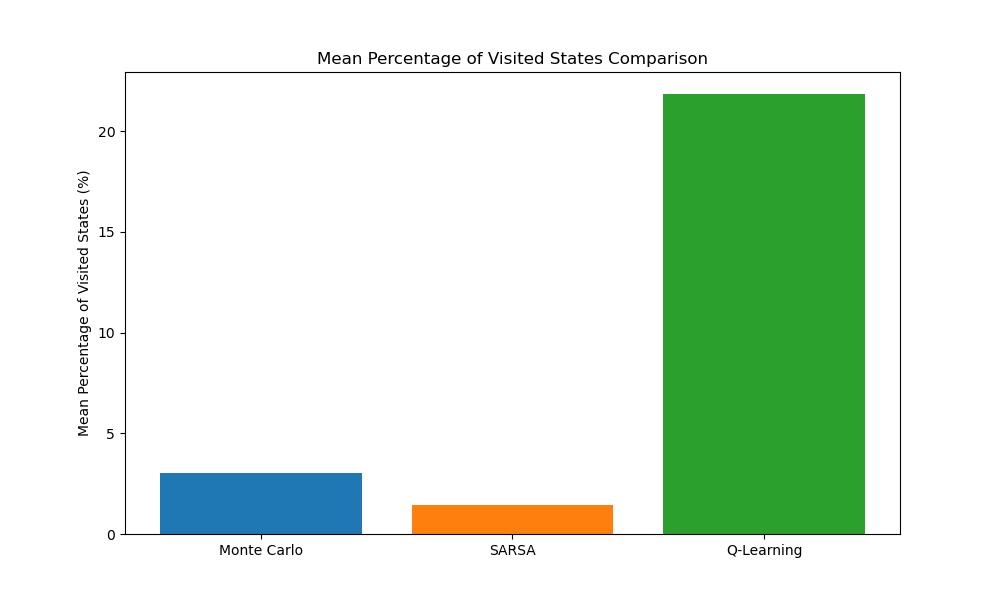 Mean Percentage of Visited States Comparison
Mean Percentage of Visited States (%)
20
15
10
5
0
Monte Carlo
SARSA
Q-Learning